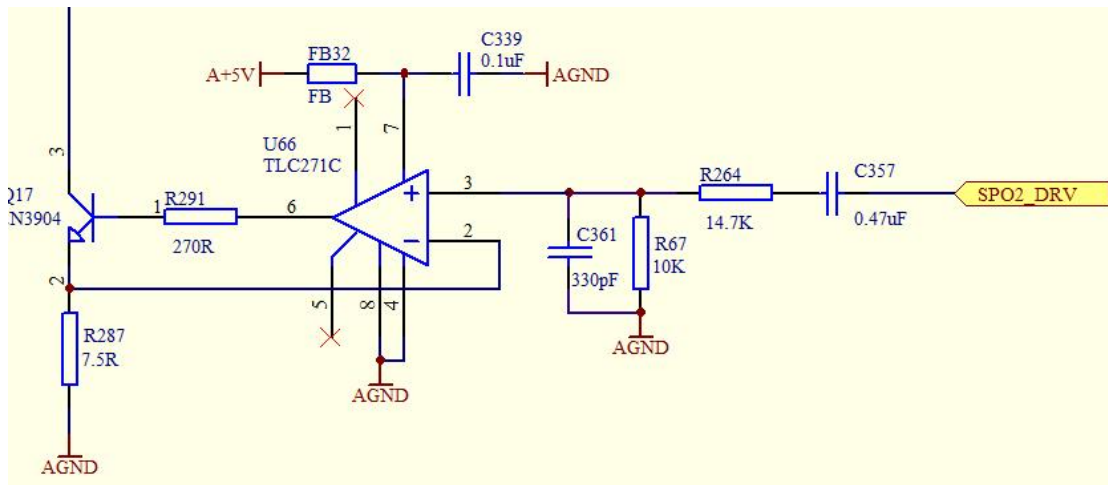 C339
0.1uF
FB32
FB
A+5V
AGND
1
7
U66
TLC271C
3
Q17
N3904
1
R291
270R
6
3
2
R264
14.7K
C357
0.47uF
SPO2_DRV
C361
330pF
R67
10K
AGND
2
5
8
4
R287
7.5R
AGND
AGND